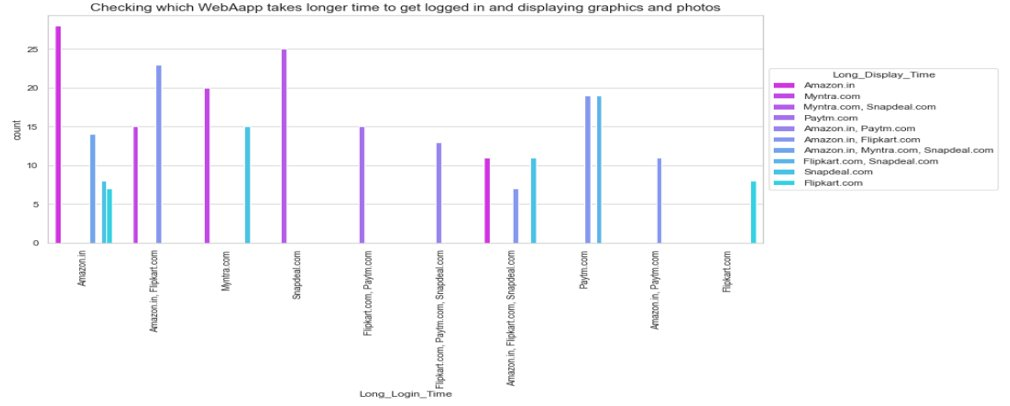 Checking which WebAapp takes longer time to get logged in and displaying graphics and photos
25
20
15
10
5
0
count
Amazon.in
Amazon.in, Flipkart.com
Myntra.com
Snapdeal.com
Flipkart.com, Paytm.com
Flipkart.com, Paytm.com, Snapdeal.com
Amazon.in, Flipkart.com, Snapdeal.com
Paytm.com
Amazon.in, Paytm.com
Flipkart.com
Long_Login_Time
Long_Display_Time
Amazon.in
Myntra.com
Myntra.com, Snapdeal.com
Paytm.com
Amazon.in, Paytm.com
Amazon.in, Flipkart.com
Amazon.in, Myntra.com, Snapdeal.com
Flipkart.com, Snapdeal.com
Snapdeal.com
Flipkart.com